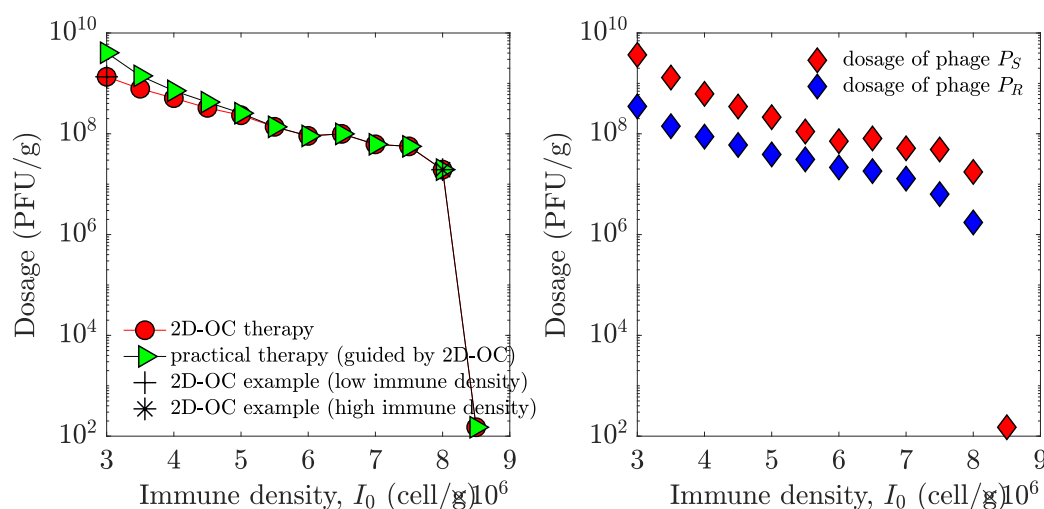 10^10
10^8
10^6
10^4
10^2
Dosage (PFU/g)
2D-OC therapy
practical therapy (guided by 2D-OC)
2D-OC example (low immune density)
2D-OC example (high immune density)
3 4 5 6 7 8 9
Immune density, I_0 (cell/g) ×10^6
10^10
10^8
10^6
10^4
10^2
Dosage (PFU/g)
dosage of phage P_S
dosage of phage P_R
3 4 5 6 7 8 9
Immune density, I_0 (cell/g) ×10^6